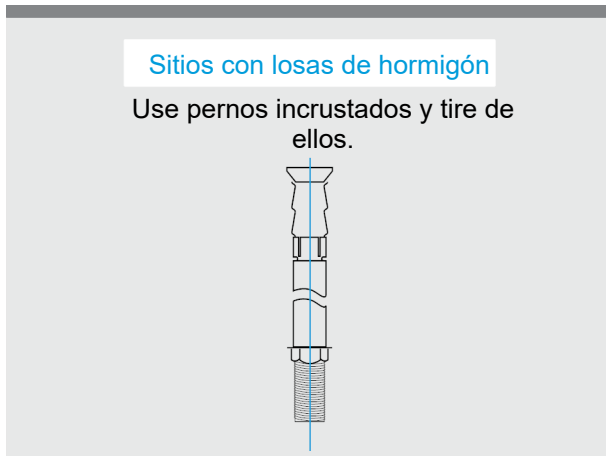 Sitios con losas de hormigón
Use pernos incrustados y tire de
ellos.